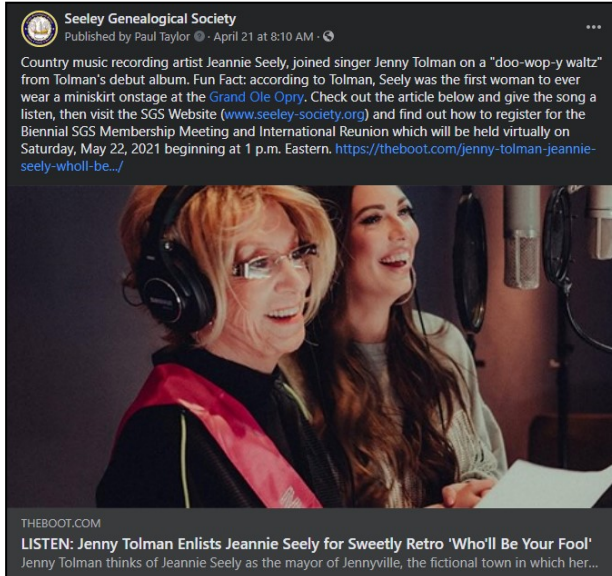 Seeley Genealogical Society
Published by Paul Taylor · April 21 at 8:10 AM ·
Country music recording artist Jeannie Seely, joined singer Jenny Tolman on a "doo-wop-y waltz"
from Tolman's debut album. Fun Fact: according to Tolman, Seely was the first woman to ever
wear a miniskirt onstage at the Grand Ole Opry. Check out the article below and give the song a
listen, then visit the SGS Website (www.seeley-society.org) and find out how to register for the
Biennial SGS Membership Meeting and International Reunion which will be held virtually on
Saturday, May 22, 2021 beginning at 1 p.m. Eastern. https://theboot.com/jenny-tolman-jeannie-
seely-wholl-be.../
THEBOOT.COM
LISTEN: Jenny Tolman Enlists Jeannie Seely for Sweetly Retro 'Who'll Be Your Fool'
Jenny Tolman thinks of Jeannie Seely as the mayor of Jennyville, the fictional town in which her...